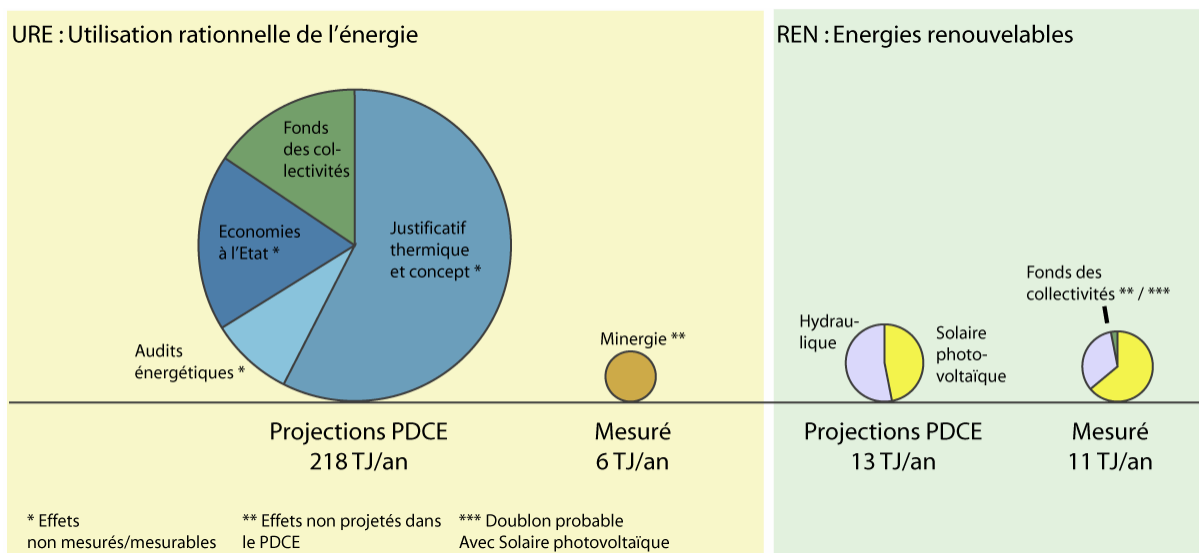 URE : Utilisation rationnelle de l'énergie
Fonds
des col-
lectivités
Economies
à l'Etat *
Justificatif
thermique
et concept *
Audits
énergétiques *
Minergie **
Projections PDCE
218 TJ/an
Mesuré
6 TJ/an
* Effets
non mesurés/mesurables
** Effets non projetés dans
le PDCE
*** Doublon probable
Avec Solaire photovoltaïque
REN : Energies renouvelables
Hydrau-
lique
Solaire
photo-
voltaïque
Fonds des
collectivités ** / ***
Projections PDCE
13 TJ/an
Mesuré
11 TJ/an